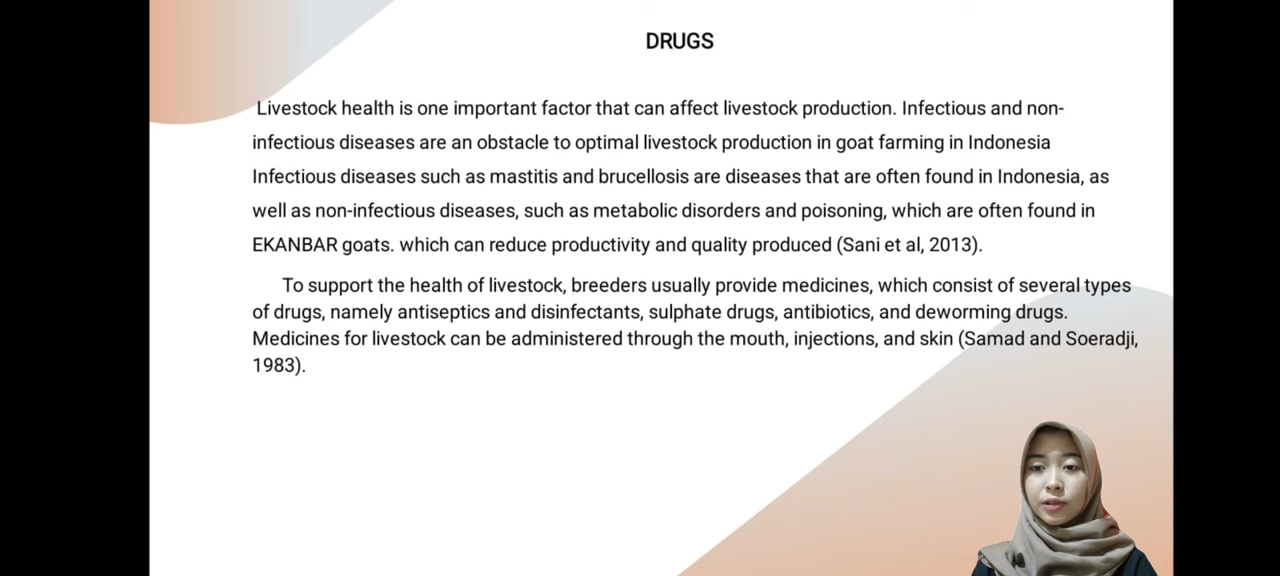 DRUGS
Livestock health is one important factor that can affect livestock production. Infectious and non-
infectious diseases are an obstacle to optimal livestock production in goat farming in Indonesia
Infectious diseases such as mastitis and brucellosis are diseases that are often found in Indonesia, as
well as non-infectious diseases, such as metabolic disorders and poisoning, which are often found in
EKANBAR goats. which can reduce productivity and quality produced (Sani et al, 2013).
To support the health of livestock, breeders usually provide medicines, which consist of several types
of drugs, namely antiseptics and disinfectants, sulphate drugs, antibiotics, and deworming drugs.
Medicines for livestock can be administered through the mouth, injections, and skin (Samad and Soeradji,
1983).